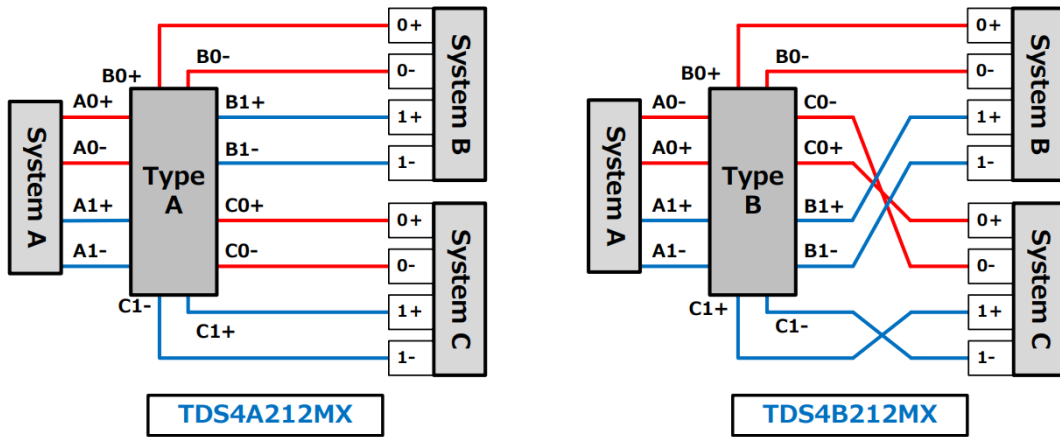 0+
B0-
0-
B0+
A0+
B1+
1+
System B
A0-
B1-
1-
System A
Type
A
A1+
C0+
0+
A1-
C0-
0-
System C
C1-
C1+
1+
1-
TDS4A212MX
0+
B0-
0-
B0+
A0-
C0-
1+
System B
A0+
C0+
1-
System A
Type
B
A1+
B1+
0+
A1-
B1-
0-
System C
C1+
C1-
1+
1-
TDS4B212MX